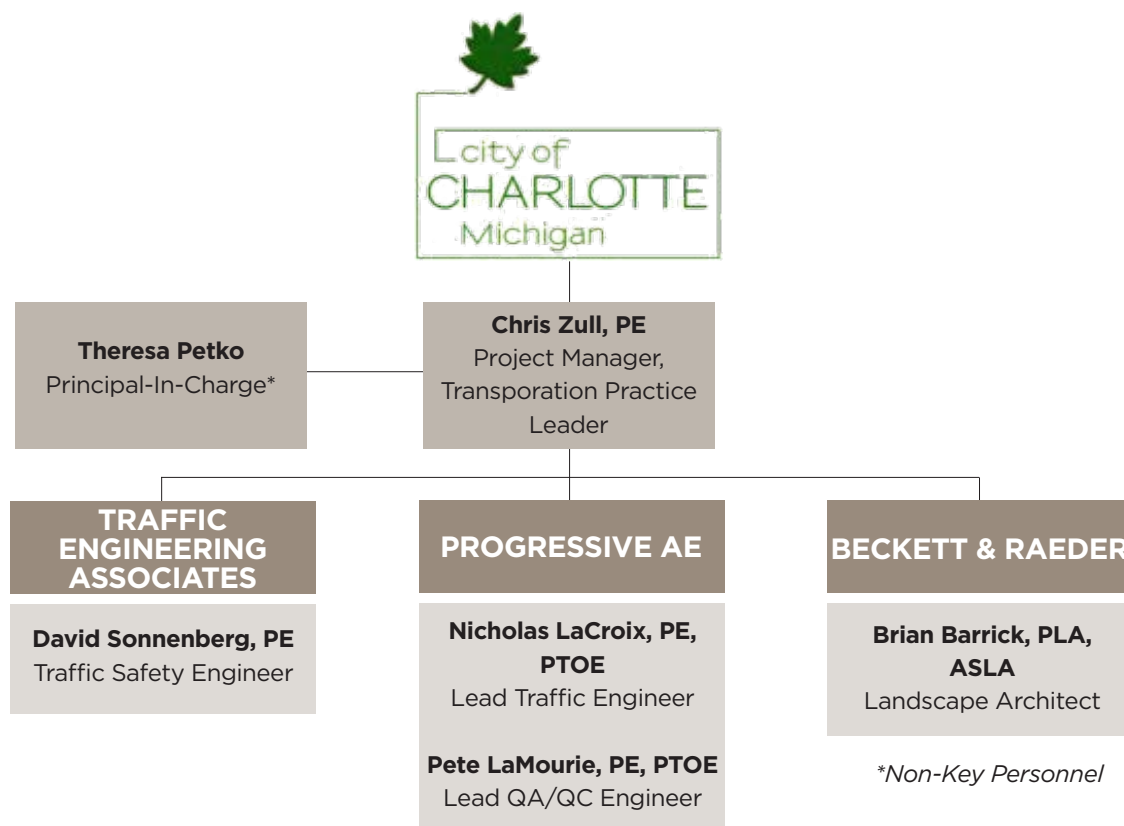 city of
CHARLOTTE
Michigan
Theresa Petko
Principal-In-Charge*
Chris Zull, PE
Project Manager,
Transporation Practice
Leader
TRAFFIC
ENGINEERING
ASSOCIATES
David Sonnenberg, PE
Traffic Safety Engineer
PROGRESSIVE AE
Nicholas LaCroix, PE,
PTOE
Lead Traffic Engineer
Pete LaMourie, PE, PTOE
Lead QA/QC Engineer
BECKETT & RAEDER
Brian Barrick, PLA,
ASLA
Landscape Architect
*Non-Key Personnel